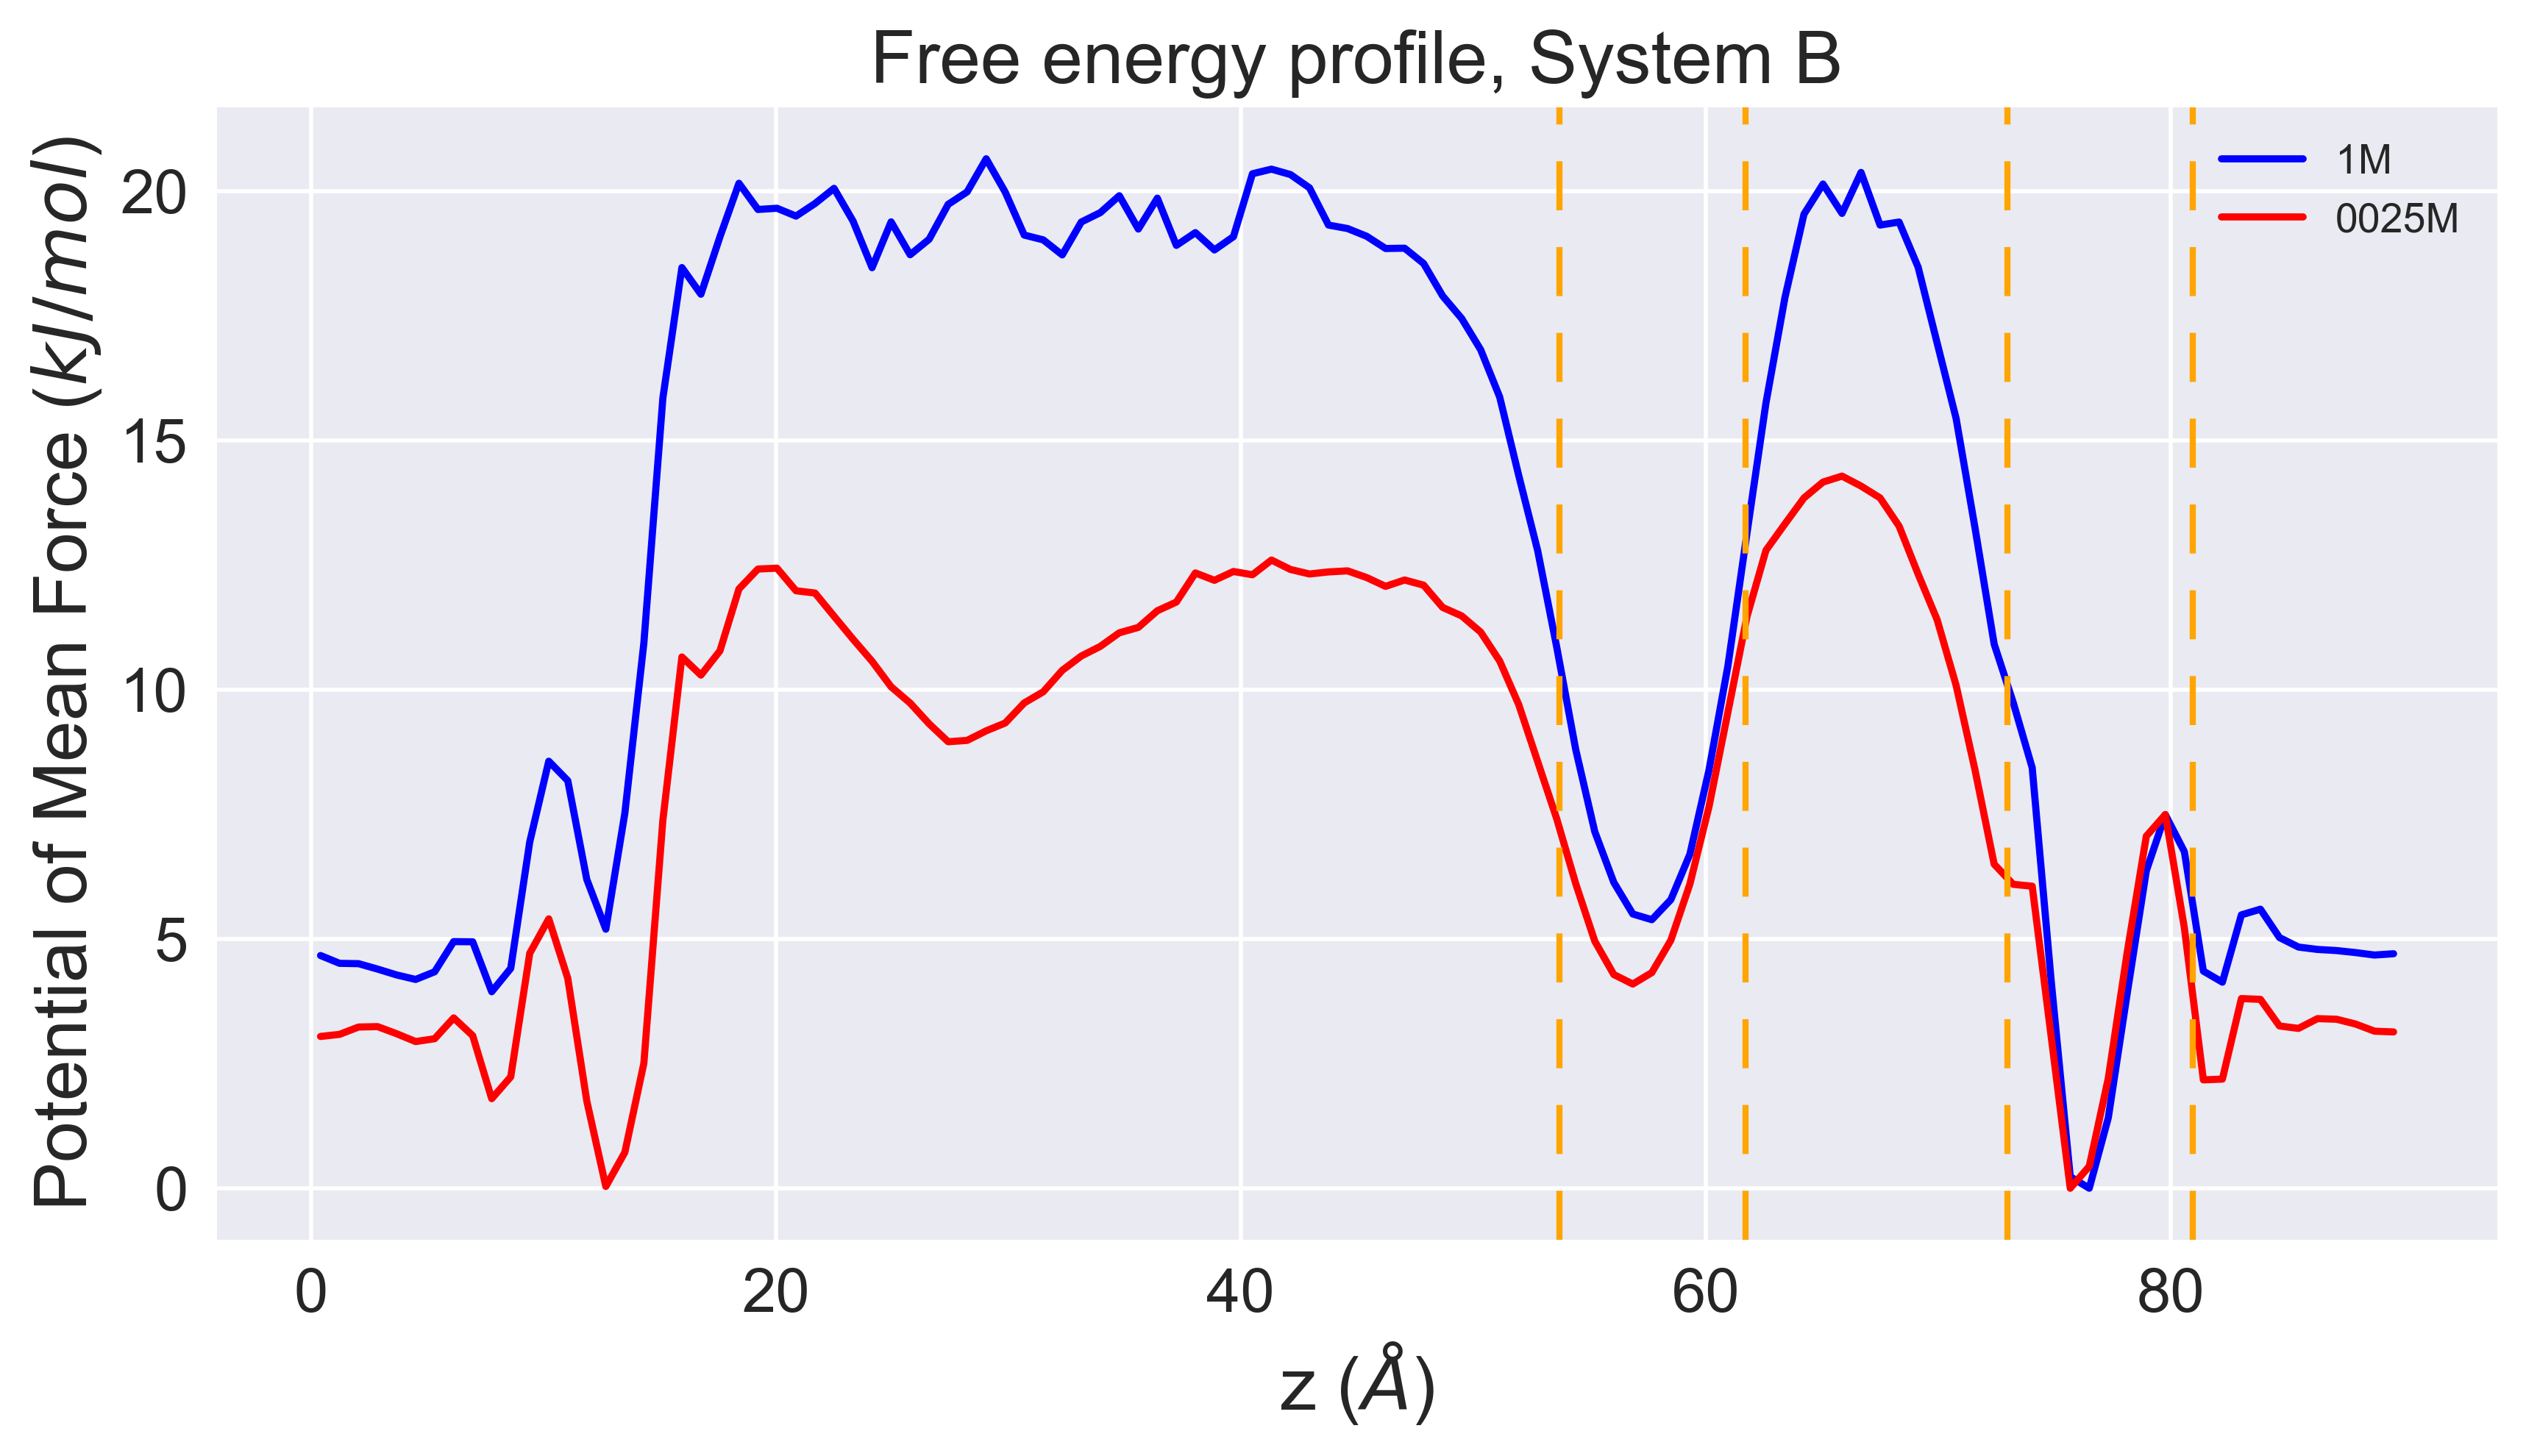 Free energy profile, System B
Potential of Mean Force (kJ/mol)
20
15
10
5
0
1M
0025M
0
20
40
60
80
z (Å)